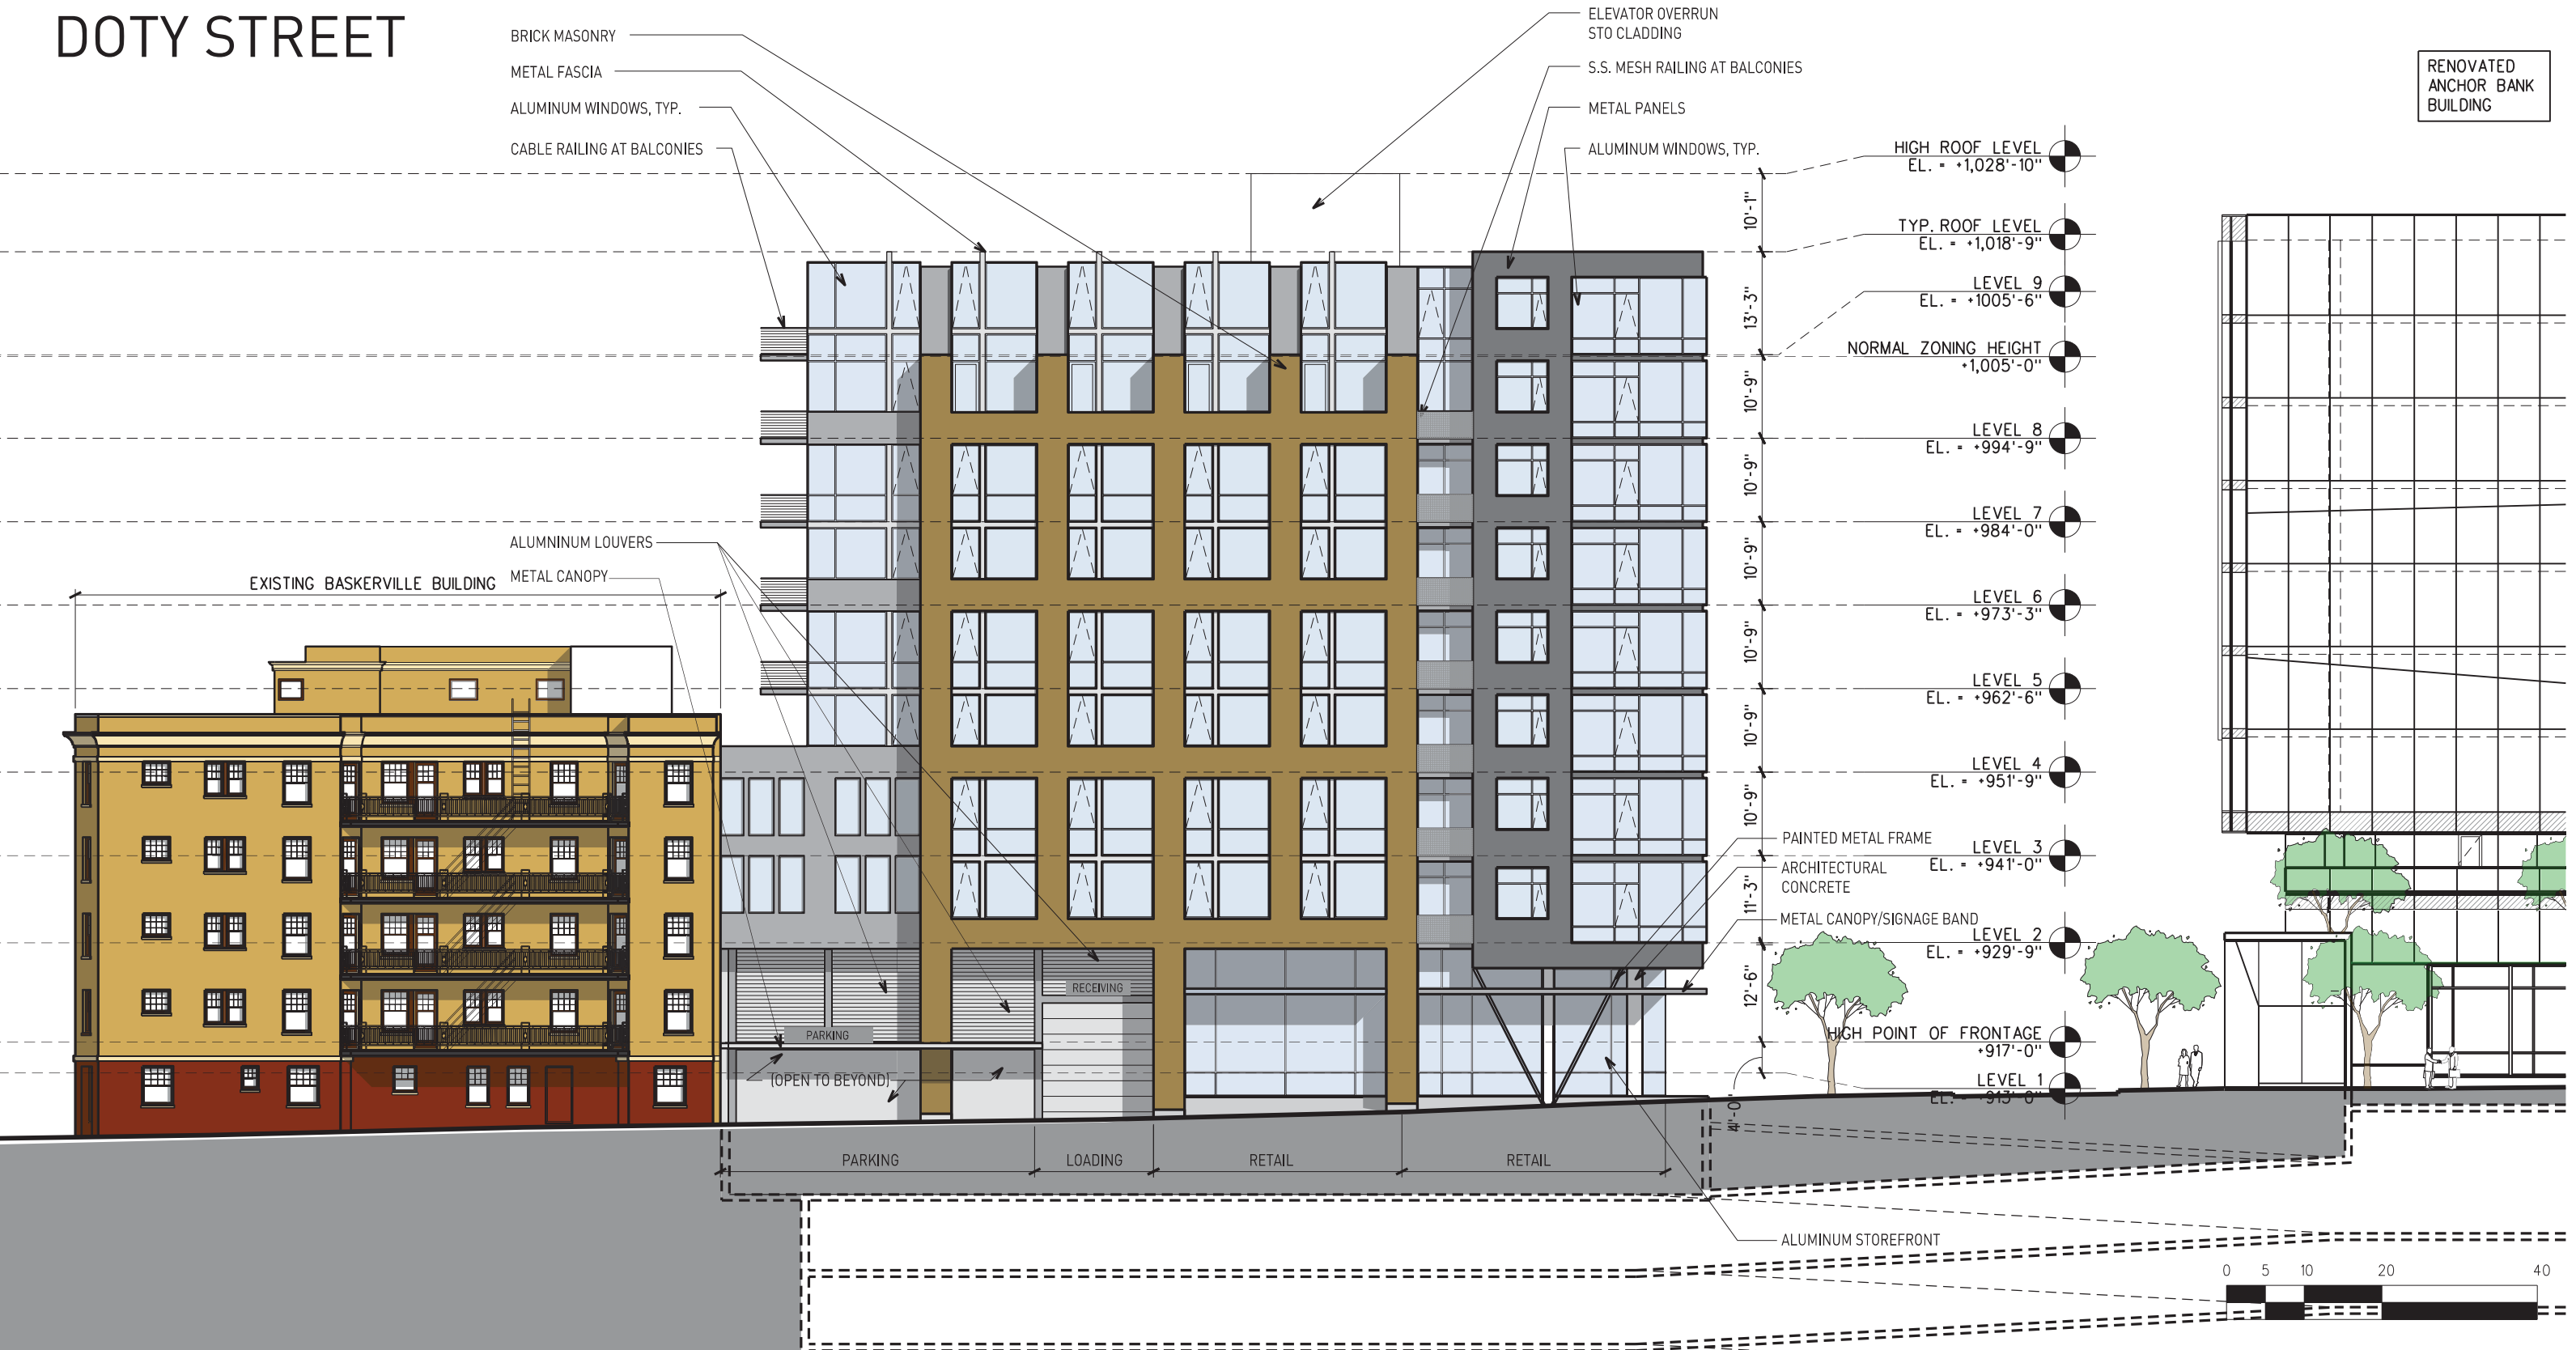 DOTY STREET
BRICK MASONRY
METAL FASCIA
ALUMINUM WINDOWS, TYP.
CABLE RAILING AT BALCONIES
ELEVATOR OVERRUN
STO CLADDING
S.S. MESH RAILING AT BALCONIES
METAL PANELS
ALUMINUM WINDOWS, TYP.
RENOVATED
ANCHOR BANK
BUILDING
HIGH ROOF LEVEL
EL. = +1,028'-10"
10'-1"
TYP. ROOF LEVEL
EL. = +1,018'-9"
13'-3"
LEVEL 9
EL. = +1005'-6"
NORMAL ZONING HEIGHT
+1,005'-0"
10'-9"
LEVEL 8
EL. = +994'-9"
10'-9"
LEVEL 7
EL. = +984'-0"
10'-9"
LEVEL 6
EL. = +973'-3"
10'-9"
LEVEL 5
EL. = +962'-6"
10'-9"
LEVEL 4
EL. = +951'-9"
10'-9"
LEVEL 3
EL. = +941'-0"
11'-3"
LEVEL 2
EL. = +929'-9"
12'-6"
HIGH POINT OF FRONTAGE
+917'-0"
LEVEL 1
EL. = +913'-0"
4'-0"
ALUMNINUM LOUVERS
METAL CANOPY
EXISTING BASKERVILLE BUILDING
PAINTED METAL FRAME
ARCHITECTURAL
CONCRETE
METAL CANOPY/SIGNAGE BAND
RECEIVING
PARKING
(OPEN TO BEYOND)
PARKING
LOADING
RETAIL
RETAIL
ALUMINUM STOREFRONT
0 5 10 20 40